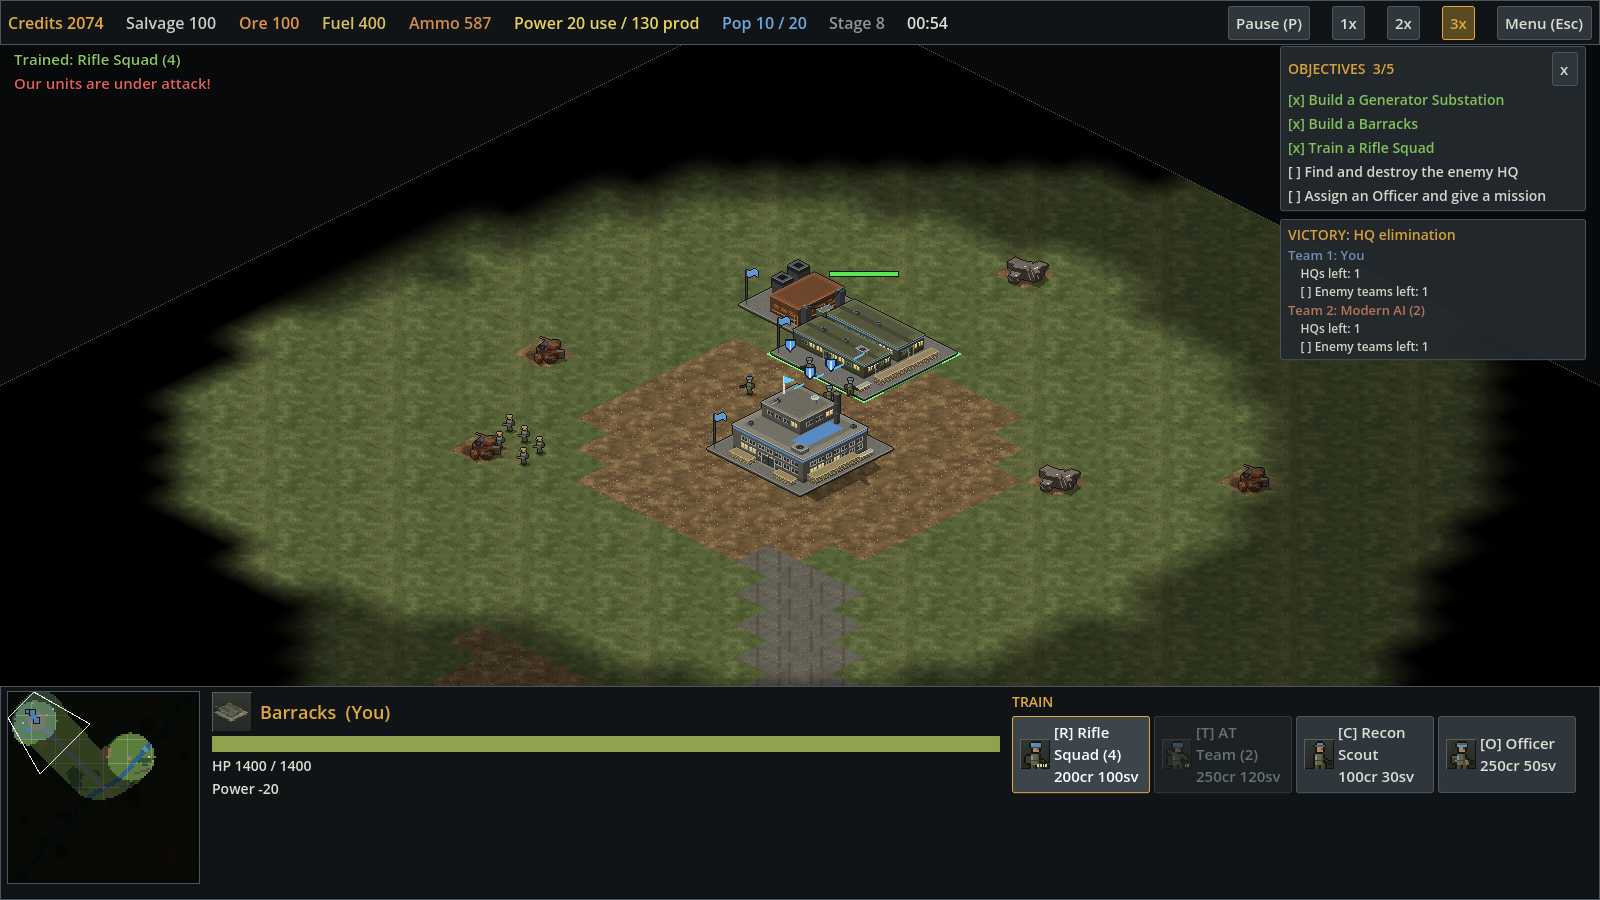 Credits 2074 Salvage 100 Ore 100 Fuel 400 Ammo 587 Power 20 use / 130 prod Pop 10 / 20 Stage 8 00:54 Pause (P) 1x 2x 3x Menu (Esc)
Trained: Rifle Squad (4)
Our units are under attack!
OBJECTIVES 3/5 x
[x] Build a Generator Substation
[x] Build a Barracks
[x] Train a Rifle Squad
[ ] Find and destroy the enemy HQ
[ ] Assign an Officer and give a mission
VICTORY: HQ elimination
Team 1: You
HQs left: 1
[ ] Enemy teams left: 1
Team 2: Modern AI (2)
HQs left: 1
[ ] Enemy teams left: 1
Barracks (You)
HP 1400 / 1400
Power -20
TRAIN
[R] Rifle
Squad (4)
200cr 100sv
[T] AT
Team (2)
250cr 120sv
[C] Recon
Scout
100cr 30sv
[O] Officer
250cr 50sv